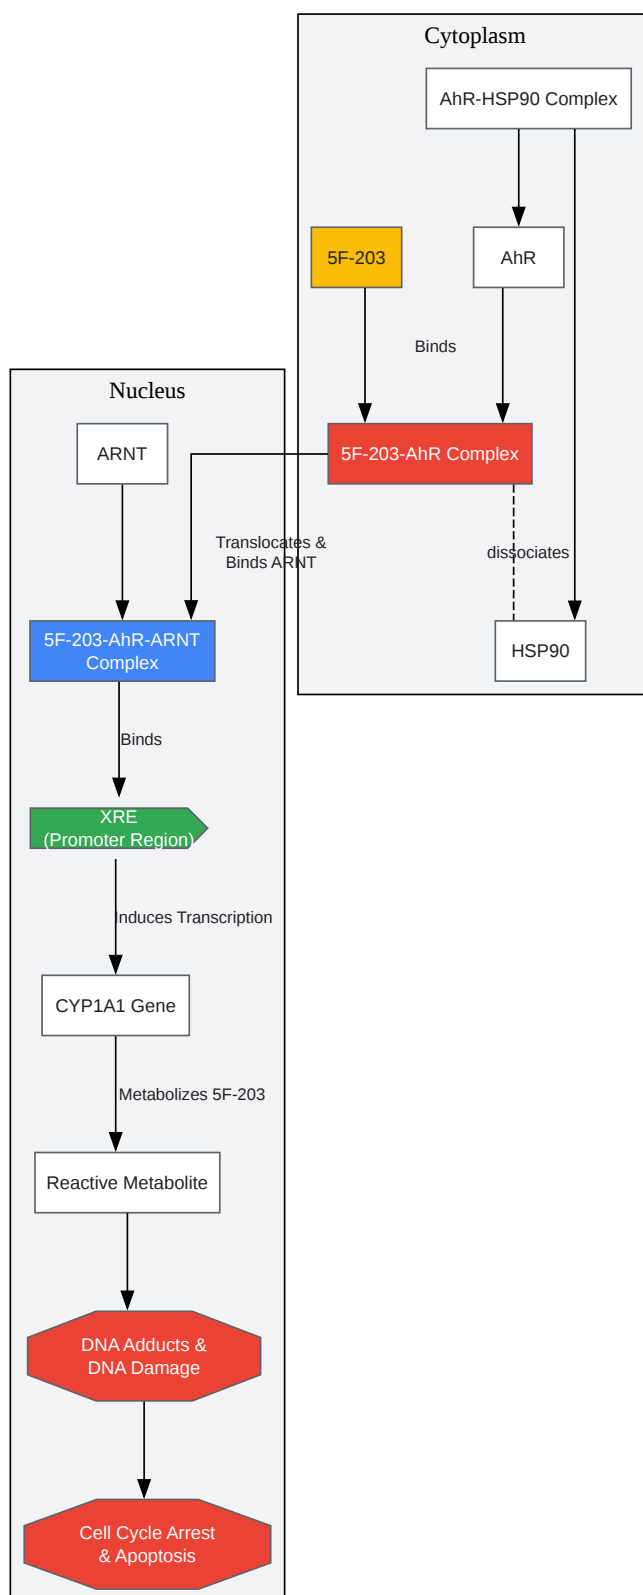 Cytoplasm
AhR-HSP90 Complex
5F-203
AhR
Binds
Nucleus
ARNT
5F-203-AhR Complex
Translocates &
Binds ARNT
dissociates
5F-203-AhR-ARNT
Complex
HSP90
Binds
XRE
(Promoter Region)
Induces Transcription
CYP1A1 Gene
Metabolizes 5F-203
Reactive Metabolite
DNA Adducts &
DNA Damage
Cell Cycle Arrest
& Apoptosis